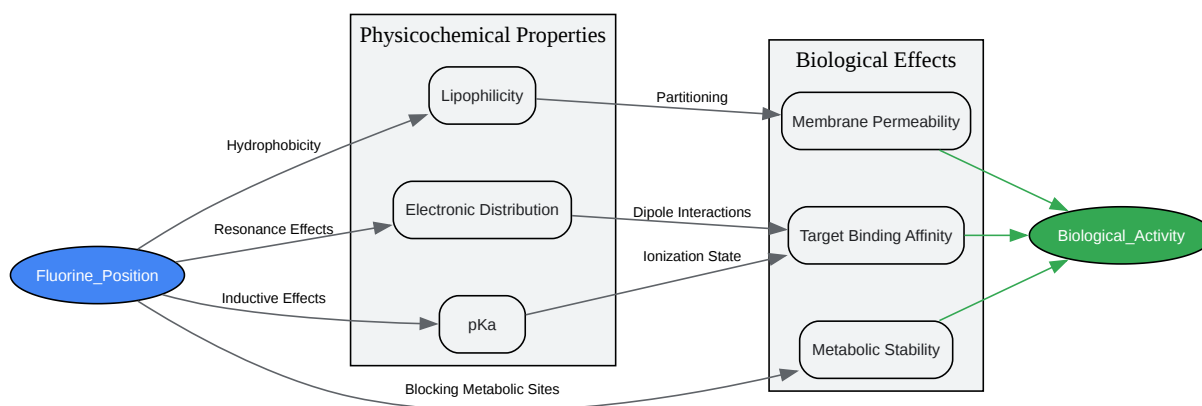 Physicochemical Properties
Biological Effects
Lipophilicity
Partitioning
Membrane Permeability
Hydrophobicity
Electronic Distribution
Dipole Interactions
Resonance Effects
Target Binding Affinity
Biological_Activity
Ionization State
Fluorine_Position
Inductive Effects
pKa
Metabolic Stability
Blocking Metabolic Sites